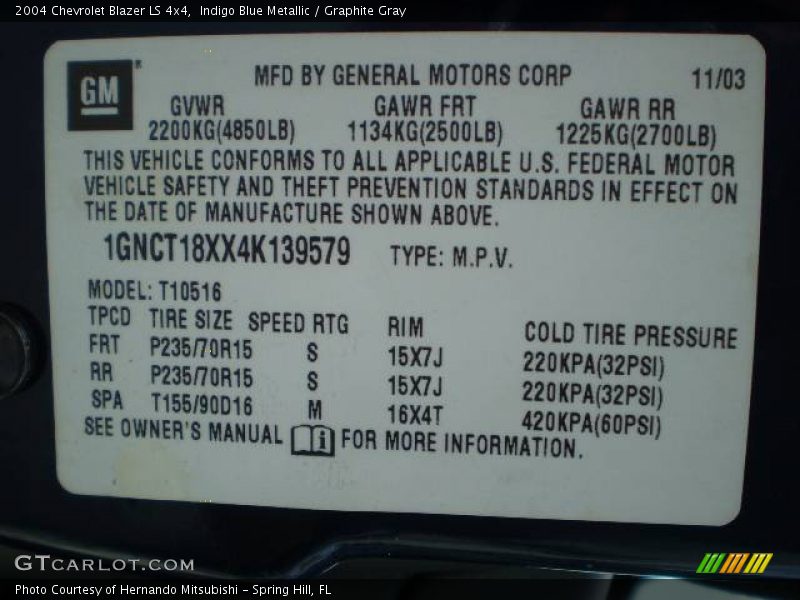 2004 Chevrolet Blazer LS 4x4,  Indigo Blue Metallic / Graphite Gray
GM
MFD BY GENERAL MOTORS CORP 11/03
GVWR GAWR FRT GAWR RR
2200KG(4850LB) 1134KG(2500LB) 1225KG(2700LB)
THIS VEHICLE CONFORMS TO ALL APPLICABLE U.S. FEDERAL MOTOR
VEHICLE SAFETY AND THEFT PREVENTION STANDARDS IN EFFECT ON
THE DATE OF MANUFACTURE SHOWN ABOVE.
1GNCT18XX4K139579 TYPE: M.P.V.
MODEL: T10516
TPCD TIRE SIZE SPEED RTG RIM COLD TIRE PRESSURE
FRT P235/70R15 S 15X7J 220KPA(32PSI)
RR P235/70R15 S 15X7J 220KPA(32PSI)
SPA T155/90D16 M 16X4T 420KPA(60PSI)
SEE OWNER'S MANUAL i FOR MORE INFORMATION.
GTCARLOT.COM
Photo Courtesy of Hernando Mitsubishi - Spring Hill, FL